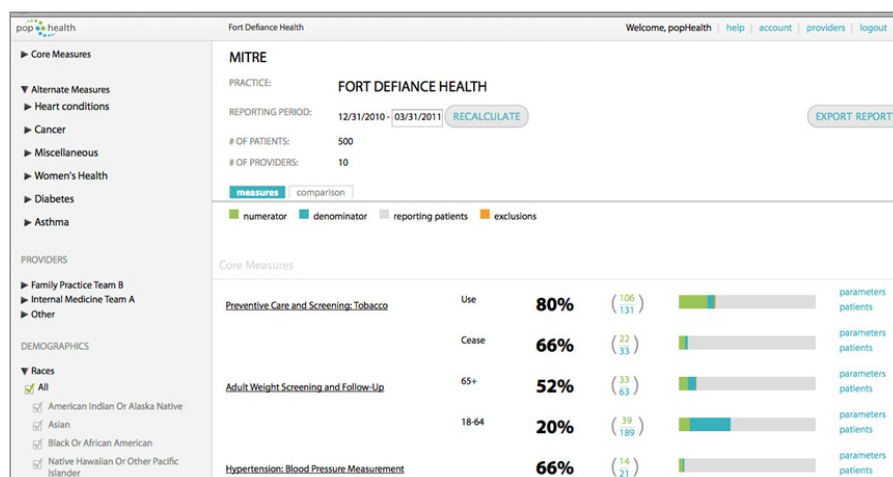 pop health
Fort Defiance Health
Welcome, popHealth | help | account | providers | logout
▶ Core Measures
▼ Alternate Measures
▶ Heart conditions
▶ Cancer
▶ Miscellaneous
▶ Women's Health
▶ Diabetes
▶ Asthma
PROVIDERS
▶ Family Practice Team B
▶ Internal Medicine Team A
▶ Other
DEMOGRAPHICS
▼ Races
All
American Indian Or Alaska Native
Asian
Black Or African American
Native Hawaiian Or Other Pacific
Islander
MITRE
PRACTICE: FORT DEFIANCE HEALTH
REPORTING PERIOD: 12/31/2010 - 03/31/2011 RECALCULATE EXPORT REPORT
# OF PATIENTS: 500
# OF PROVIDERS: 10
measures comparison
numerator denominator reporting patients exclusions
Core Measures
Preventive Care and Screening: Tobacco Use 80% (106/131) parameters
patients
Cease 66% (22/33) parameters
patients
Adult Weight Screening and Follow-Up 65+ 52% (33/63) parameters
patients
18-64 20% (39/189) parameters
patients
Hypertension: Blood Pressure Measurement 66% (14/21) parameters
patients